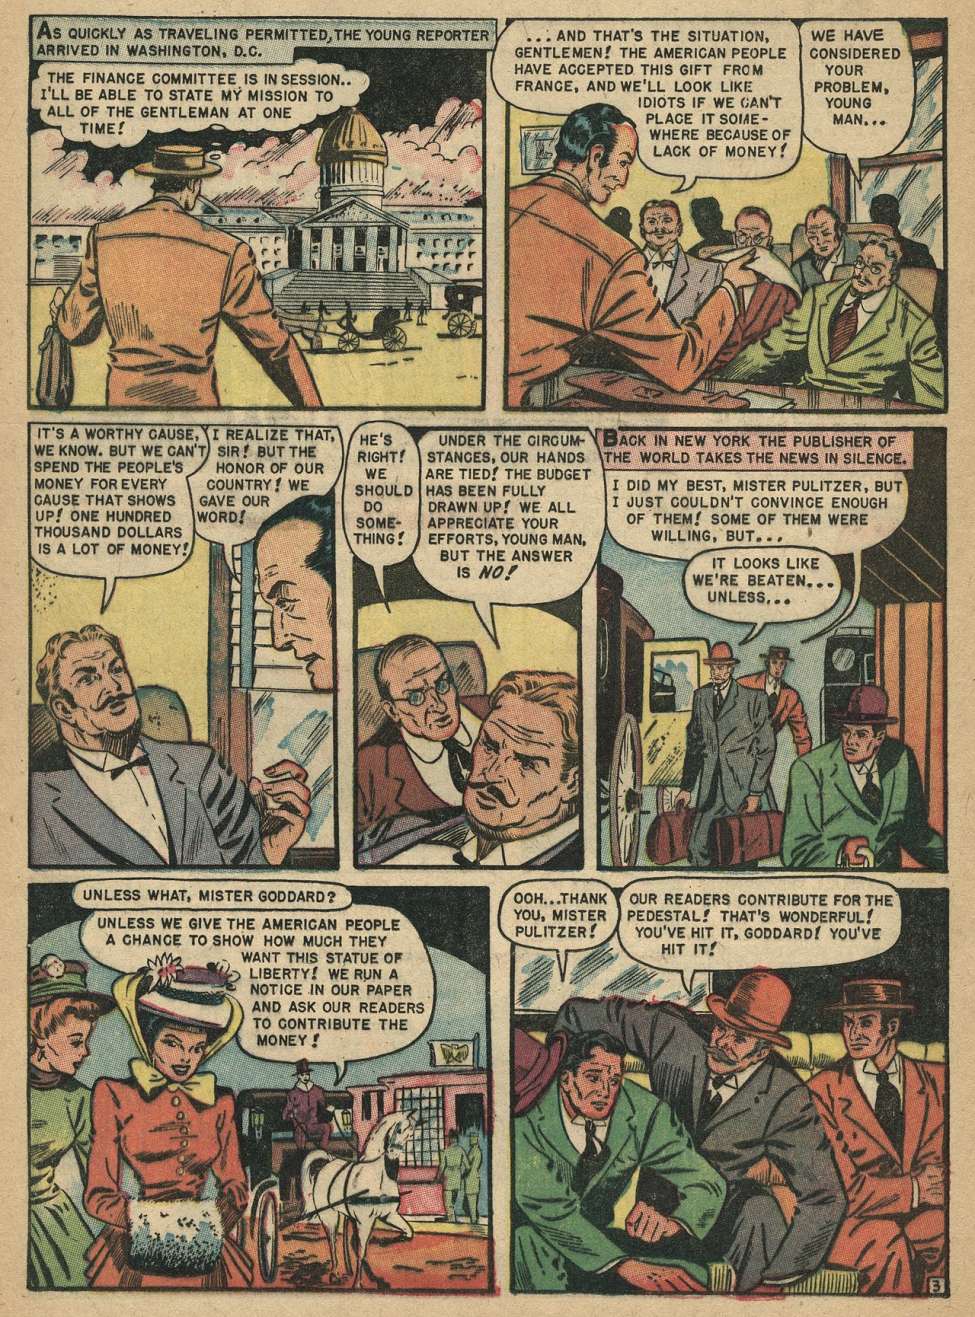 AS QUICKLY AS TRAVELING PERMITTED, THE YOUNG REPORTER
ARRIVED IN WASHINGTON, D.C.
THE FINANCE COMMITTEE IS IN SESSION..
I'LL BE ABLE TO STATE MY MISSION TO
ALL OF THE GENTLEMAN AT ONE
TIME!
...AND THAT'S THE SITUATION,
GENTLEMEN! THE AMERICAN PEOPLE
HAVE ACCEPTED THIS GIFT FROM
FRANCE, AND WE'LL LOOK LIKE
IDIOTS IF WE CAN'T
PLACE IT SOME-
WHERE BECAUSE OF
LACK OF MONEY!
WE HAVE
CONSIDERED
YOUR
PROBLEM,
YOUNG
MAN...
IT'S A WORTHY CAUSE,
WE KNOW. BUT WE CAN'T
SPEND THE PEOPLE'S
MONEY FOR EVERY
CAUSE THAT SHOWS
UP! ONE HUNDRED
THOUSAND DOLLARS
IS A LOT OF MONEY!
I REALIZE THAT,
SIR! BUT THE
HONOR OF OUR
COUNTRY! WE
GAVE OUR
WORD!
HE'S
RIGHT!
WE
SHOULD
DO
SOME-
THING!
UNDER THE CIRCUM-
STANCES, OUR HANDS
ARE TIED! THE BUDGET
HAS BEEN FULLY
DRAWN UP! WE ALL
APPRECIATE YOUR
EFFORTS, YOUNG MAN,
BUT THE ANSWER
IS NO!
BACK IN NEW YORK THE PUBLISHER OF
THE WORLD TAKES THE NEWS IN SILENCE.
I DID MY BEST, MISTER PULITZER, BUT
I JUST COULDN'T CONVINCE ENOUGH
OF THEM! SOME OF THEM WERE
WILLING, BUT...
IT LOOKS LIKE
WE'RE BEATEN...
UNLESS...
UNLESS WHAT, MISTER GODDARD?
UNLESS WE GIVE THE AMERICAN PEOPLE
A CHANCE TO SHOW HOW MUCH THEY
WANT THIS STATUE OF
LIBERTY! WE RUN A
NOTICE IN OUR PAPER
AND ASK OUR READERS
TO CONTRIBUTE THE
MONEY!
OOH...THANK
YOU, MISTER
PULITZER!
OUR READERS CONTRIBUTE FOR THE
PEDESTAL! THAT'S WONDERFUL!
YOU'VE HIT IT, GODDARD! YOU'VE
HIT IT!
3